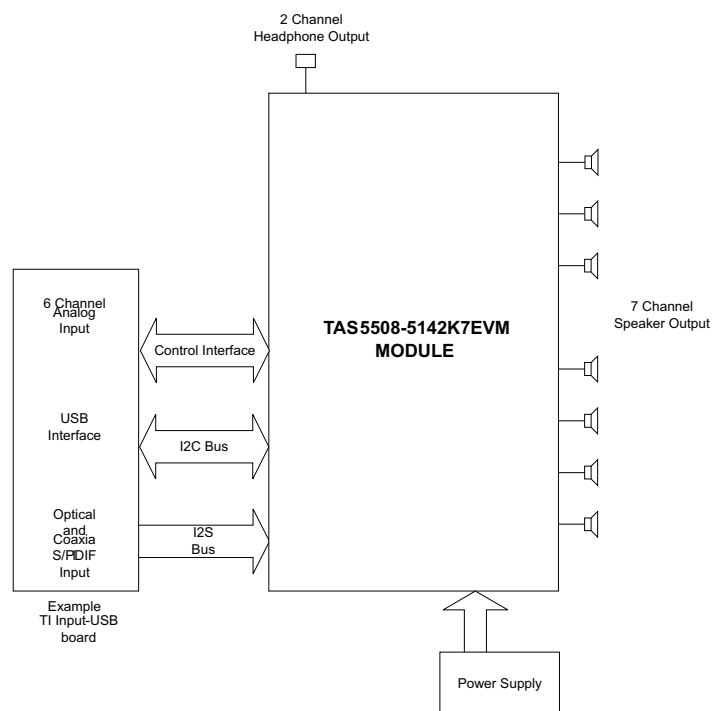 2 Channel
Headphone Output
6 Channel
Analog
Input
USB
Interface
Optical
and
Coaxia
S/PDIF
Input
Example
TI Input-USB
board
Control Interface
I2C Bus
I2S
Bus
TAS5508-5142K7EVM
MODULE
7 Channel
Speaker Output
Power Supply